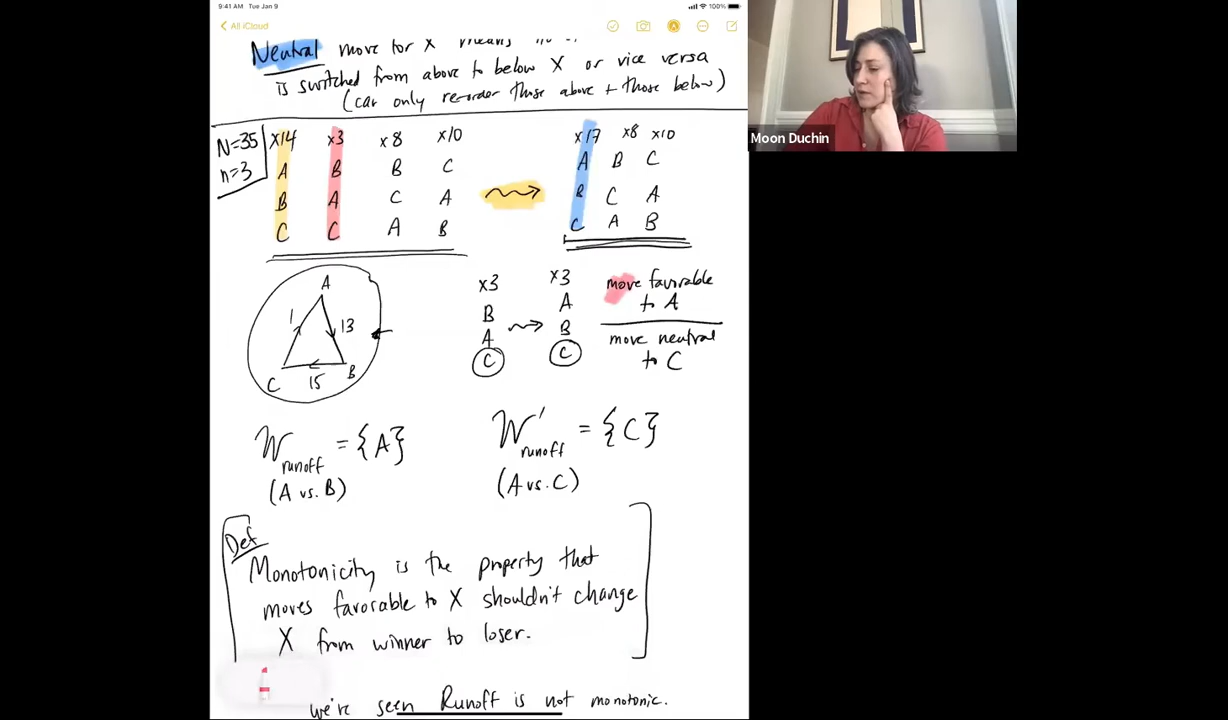 9:41 AM Tue Jan 9
100%
All iCloud
Neutral move for X means
is switched from above to below X or vice versa
(can only re-order those above + those below)
N=35
n=3
x14 x3 x8 x10
A B B C
B A C A
C C A B
x17 x8 x10
A B C
B C A
C A B
A
1 13
C 15 B
x3 x3
B A
A B
C C
move favorable
to A
move neutral
to C
W runoff = {A}
(A vs. B)
W' runoff = {C}
(A vs. C)
Def
Monotonicity is the property that
moves favorable to X shouldn't change
X from winner to loser.
we've seen Runoff is not monotonic.
Moon Duchin